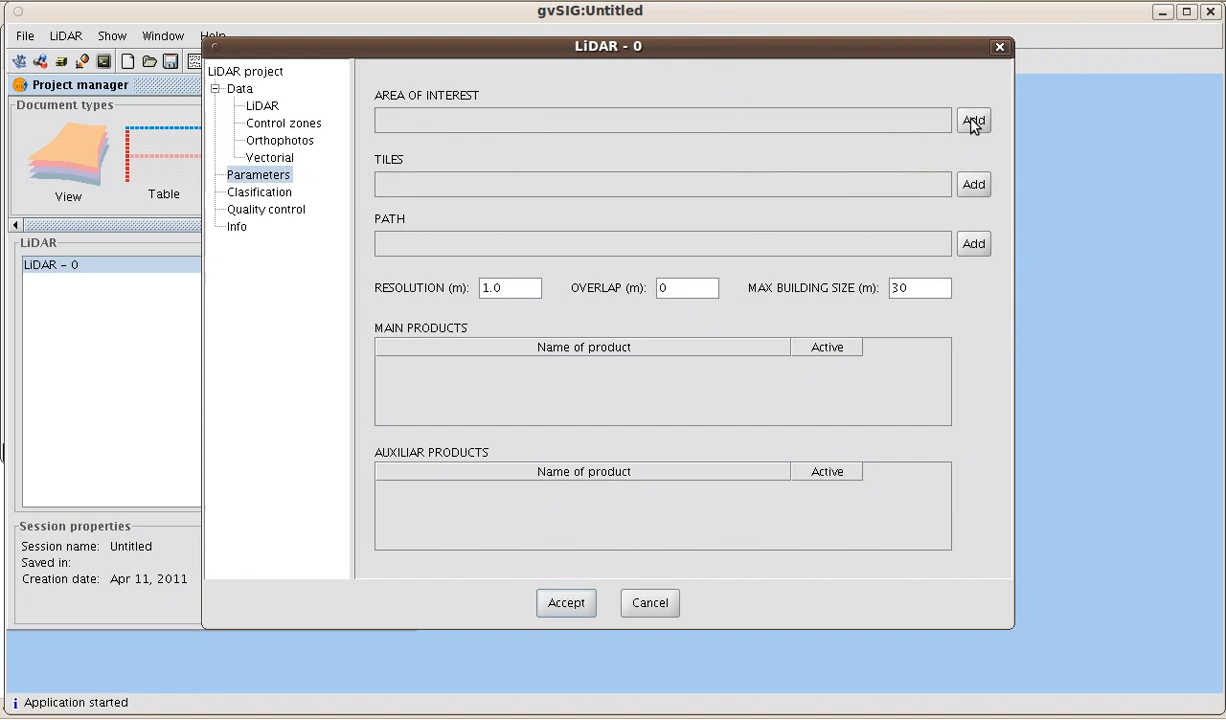 gvSIG:Untitled
File LiDAR Show Window Help
LiDAR - 0
Project manager
Document types
View
Table
LiDAR
LiDAR - 0
Session properties
Session name: Untitled
Saved in:
Creation date: Apr 11, 2011
LiDAR project
Data
LiDAR
Control zones
Orthophotos
Vectorial
Parameters
Clasification
Quality control
Info
AREA OF INTEREST
Add
TILES
Add
PATH
Add
RESOLUTION (m): 1.0 OVERLAP (m): 0 MAX BUILDING SIZE (m): 30
MAIN PRODUCTS
Name of product Active
AUXILIAR PRODUCTS
Name of product Active
Accept Cancel
Application started